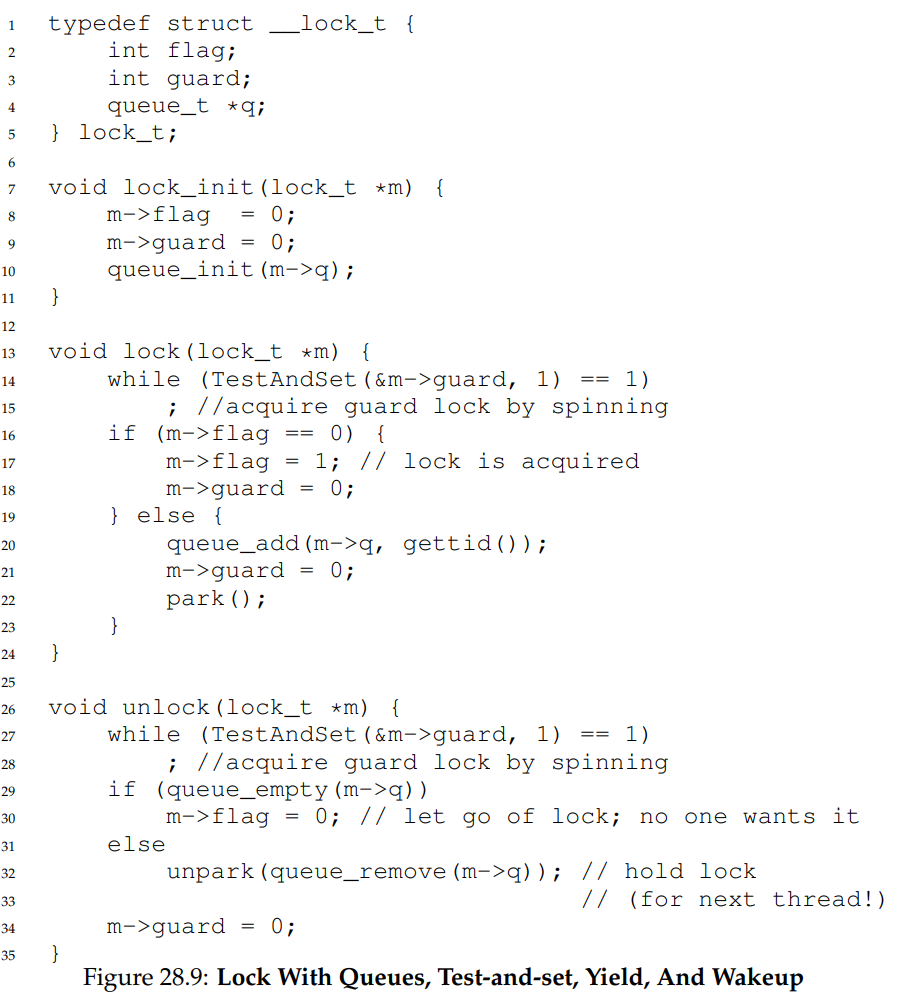 1 typedef struct __lock_t {
2     int flag;
3     int guard;
4     queue_t *q;
5 } lock_t;
6
7 void lock_init(lock_t *m) {
8     m->flag  = 0;
9     m->guard = 0;
10     queue_init(m->q);
11 }
12
13 void lock(lock_t *m) {
14     while (TestAndSet(&m->guard, 1) == 1)
15         ; //acquire guard lock by spinning
16     if (m->flag == 0) {
17         m->flag = 1; // lock is acquired
18         m->guard = 0;
19     } else {
20         queue_add(m->q, gettid());
21         m->guard = 0;
22         park();
23     }
24 }
25
26 void unlock(lock_t *m) {
27     while (TestAndSet(&m->guard, 1) == 1)
28         ; //acquire guard lock by spinning
29     if (queue_empty(m->q))
30         m->flag = 0; // let go of lock; no one wants it
31     else
32         unpark(queue_remove(m->q)); // hold lock
33                                     // (for next thread!)
34     m->guard = 0;
35 }
Figure 28.9: Lock With Queues, Test-and-set, Yield, And Wakeup